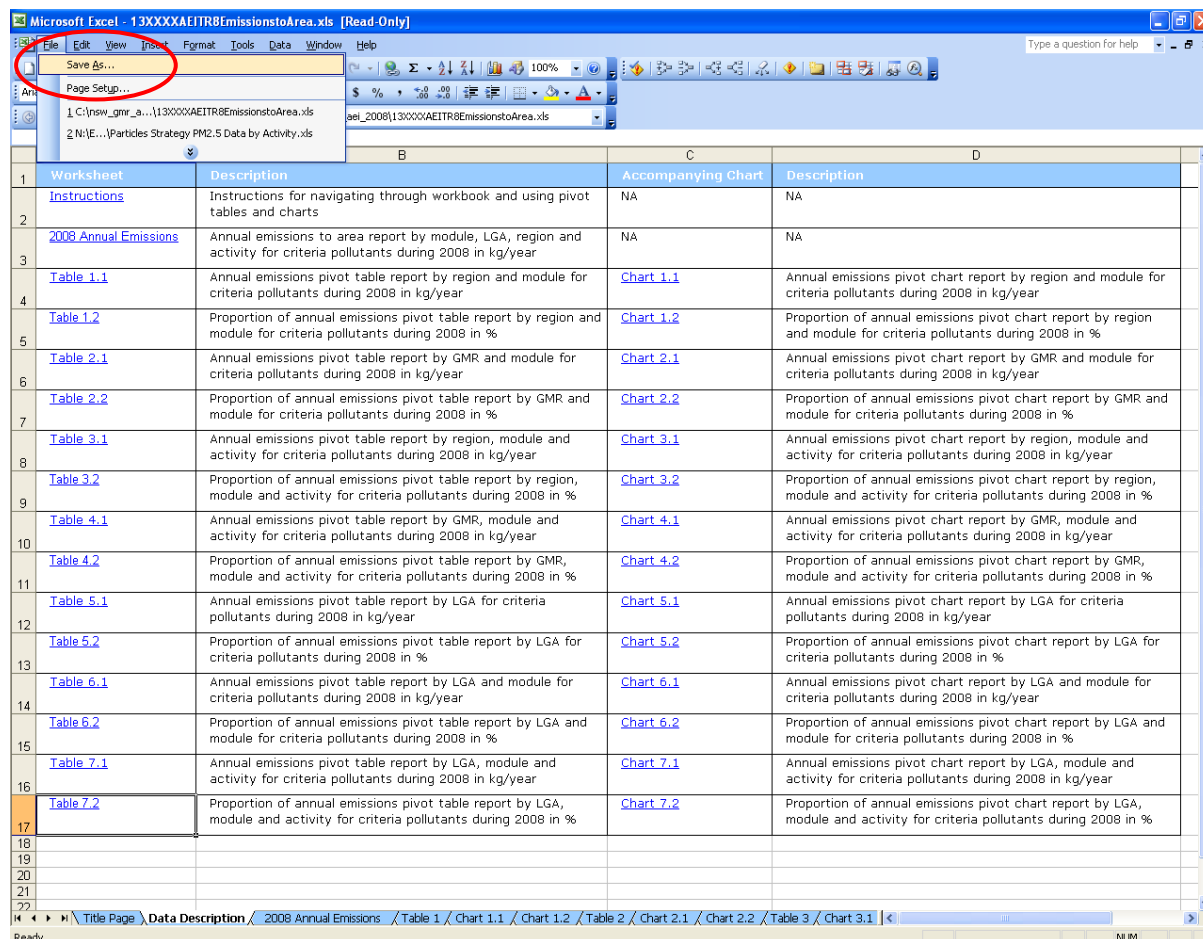 Microsoft Excel - 13XXXXAEITR8EmissionstoArea.xls [Read-Only]
File Edit View Insert Format Tools Data Window Help
Type a question for help
Save As...
100%
Page Setup...
$ %
1 C:\nsw_gmr_a...\13XXXXAEITR8EmissionstoArea.xls
aei_2008\13XXXXAEITR8EmissionstoArea.xls
2 N:\E...\Particles Strategy PM2.5 Data by Activity.xls
B C D
1 Worksheet Description Accompanying Chart Description
Instructions Instructions for navigating through workbook and using pivot NA NA
tables and charts
2
2008 Annual Emissions Annual emissions to area report by module, LGA, region and NA NA
activity for criteria pollutants during 2008 in kg/year
3
Table 1.1 Annual emissions pivot table report by region and module for Chart 1.1 Annual emissions pivot chart report by region and module for
criteria pollutants during 2008 in kg/year criteria pollutants during 2008 in kg/year
4
Table 1.2 Proportion of annual emissions pivot table report by region and Chart 1.2 Proportion of annual emissions pivot chart report by region
module for criteria pollutants during 2008 in % and module for criteria pollutants during 2008 in %
5
Table 2.1 Annual emissions pivot table report by GMR and module for Chart 2.1 Annual emissions pivot chart report by GMR and module for
criteria pollutants during 2008 in kg/year criteria pollutants during 2008 in kg/year
6
Table 2.2 Proportion of annual emissions pivot table report by GMR and Chart 2.2 Proportion of annual emissions pivot chart report by GMR and
module for criteria pollutants during 2008 in % module for criteria pollutants during 2008 in %
7
Table 3.1 Annual emissions pivot table report by region, module and Chart 3.1 Annual emissions pivot chart report by region, module and
activity for criteria pollutants during 2008 in kg/year activity for criteria pollutants during 2008 in kg/year
8
Table 3.2 Proportion of annual emissions pivot table report by region, Chart 3.2 Proportion of annual emissions pivot chart report by region,
module and activity for criteria pollutants during 2008 in % module and activity for criteria pollutants during 2008 in %
9
Table 4.1 Annual emissions pivot table report by GMR, module and Chart 4.1 Annual emissions pivot chart report by GMR, module and
activity for criteria pollutants during 2008 in kg/year activity for criteria pollutants during 2008 in kg/year
10
Table 4.2 Proportion of annual emissions pivot table report by GMR, Chart 4.2 Proportion of annual emissions pivot chart report by GMR,
module and activity for criteria pollutants during 2008 in % module and activity for criteria pollutants during 2008 in %
11
Table 5.1 Annual emissions pivot table report by LGA for criteria Chart 5.1 Annual emissions pivot chart report by LGA for criteria
pollutants during 2008 in kg/year pollutants during 2008 in kg/year
12
Table 5.2 Proportion of annual emissions pivot table report by LGA for Chart 5.2 Proportion of annual emissions pivot chart report by LGA for
criteria pollutants during 2008 in % criteria pollutants during 2008 in %
13
Table 6.1 Annual emissions pivot table report by LGA and module for Chart 6.1 Annual emissions pivot chart report by LGA and module for
criteria pollutants during 2008 in kg/year criteria pollutants during 2008 in kg/year
14
Table 6.2 Proportion of annual emissions pivot table report by LGA and Chart 6.2 Proportion of annual emissions pivot chart report by LGA and
module for criteria pollutants during 2008 in % module for criteria pollutants during 2008 in %
15
Table 7.1 Annual emissions pivot table report by LGA, module and Chart 7.1 Annual emissions pivot chart report by LGA, module and
activity for criteria pollutants during 2008 in kg/year activity for criteria pollutants during 2008 in kg/year
16
Table 7.2 Proportion of annual emissions pivot table report by LGA, Chart 7.2 Proportion of annual emissions pivot chart report by LGA,
module and activity for criteria pollutants during 2008 in % module and activity for criteria pollutants during 2008 in %
17
18
19
20
21
22
Title Page Data Description 2008 Annual Emissions Table 1 Chart 1.1 Chart 1.2 Table 2 Chart 2.1 Chart 2.2 Table 3 Chart 3.1
Ready NUM